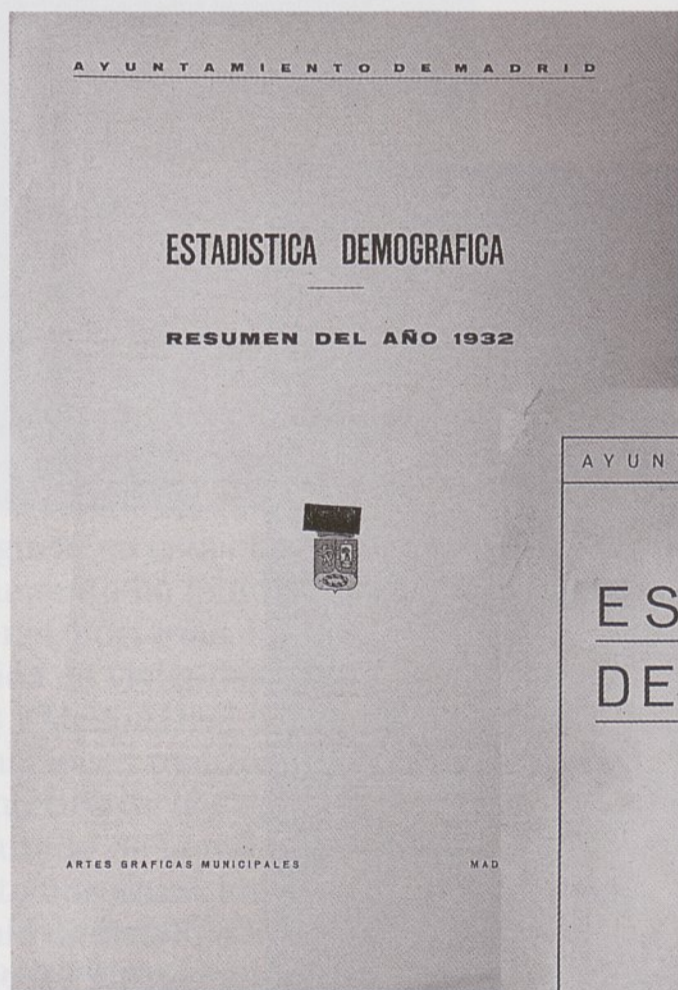 AYUNTAMIENTO DE MADRID
ESTADISTICA DEMOGRAFICA
RESUMEN DEL AÑO 1932
ARTES GRAFICAS MUNICIPALES
MAD
AYUN
ES
DE